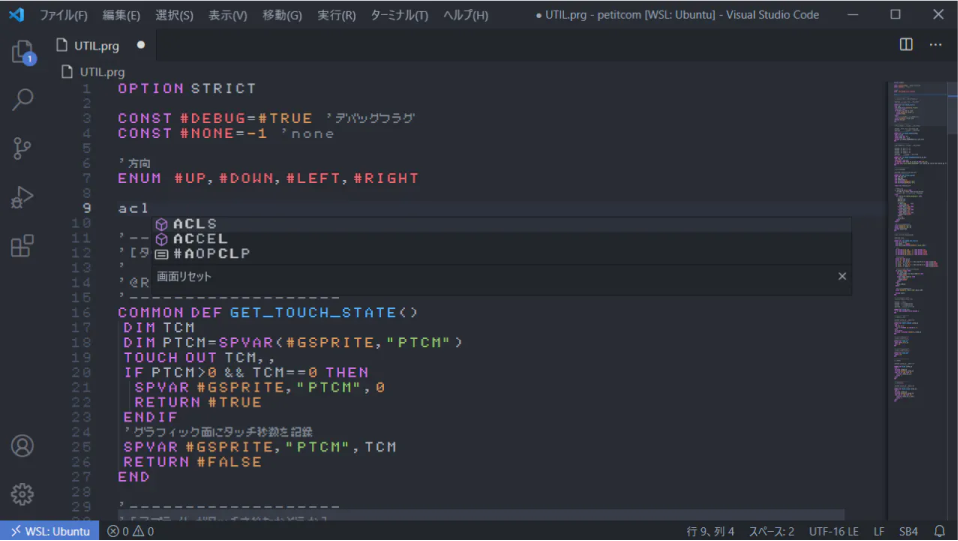 ファイル(F) 編集(E) 選択(S) 表示(V) 移動(G) 実行(R) ターミナル(T) ヘルプ(H) ● UTIL.prg - petitcom [WSL: Ubuntu] - Visual Studio Code
UTIL.prg
1
UTIL.prg
1 OPTION STRICT
2
3 CONST #DEBUG=#TRUE 'デバッグフラグ
4 CONST #NONE=-1 'none
5
6 '方向
7 ENUM #UP,#DOWN,#LEFT,#RIGHT
8
9 acl
10 ACLS
11 '-- ACCEL
12 '[タ #AOPCLP
13 '
画面リセット
14 '@R
15 '-------------------
16 COMMON DEF GET_TOUCH_STATE()
17 DIM TCM
18 DIM PTCM=SPVAR(#GSPRITE,"PTCM")
19 TOUCH OUT TCM,,
20 IF PTCM>0 && TCM==0 THEN
21 SPVAR #GSPRITE,"PTCM",0
22 RETURN #TRUE
23 ENDIF
24 'グラフィック面にタッチ秒数を記録
25 SPVAR #GSPRITE,"PTCM",TCM
26 RETURN #FALSE
27 END
28
29 '-------------------
WSL: Ubuntu 0 0 行 9、列 4 スペース: 2 UTF-16 LE LF SB4